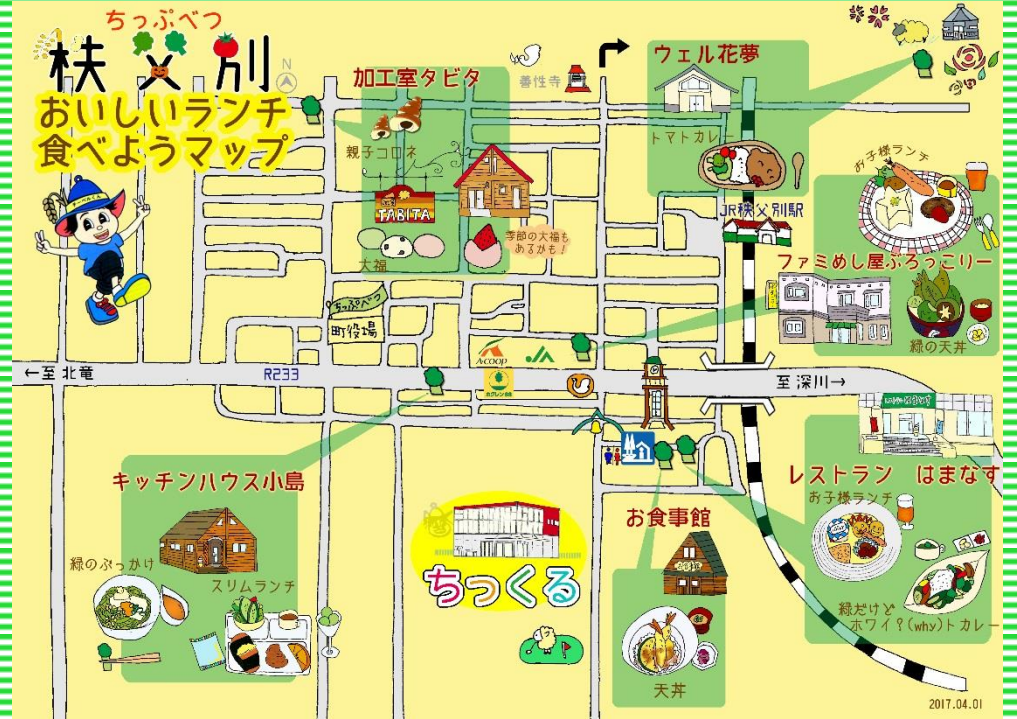 ちっぷべつ
秩父別
おいしいランチ
食べようマップ
N
加工室タビタ
親子コロネ
TABITA
大福
季節の大福も
あるかも！
善性寺
ウェル花夢
トマトカレー
JR秩父別駅
お子様ランチ
ファミめし屋ぶろっこりー
緑の天丼
ちっぷべつ
町役場
A-COOP
JA
←至 北竜
R233
至 深川→
キッチンハウス小島
緑のぶっかけ
スリムランチ
ちっくる
お食事館
天丼
レストラン はまなす
お子様ランチ
緑だけど
ホワイ？(why)トカレー
2017.04.01